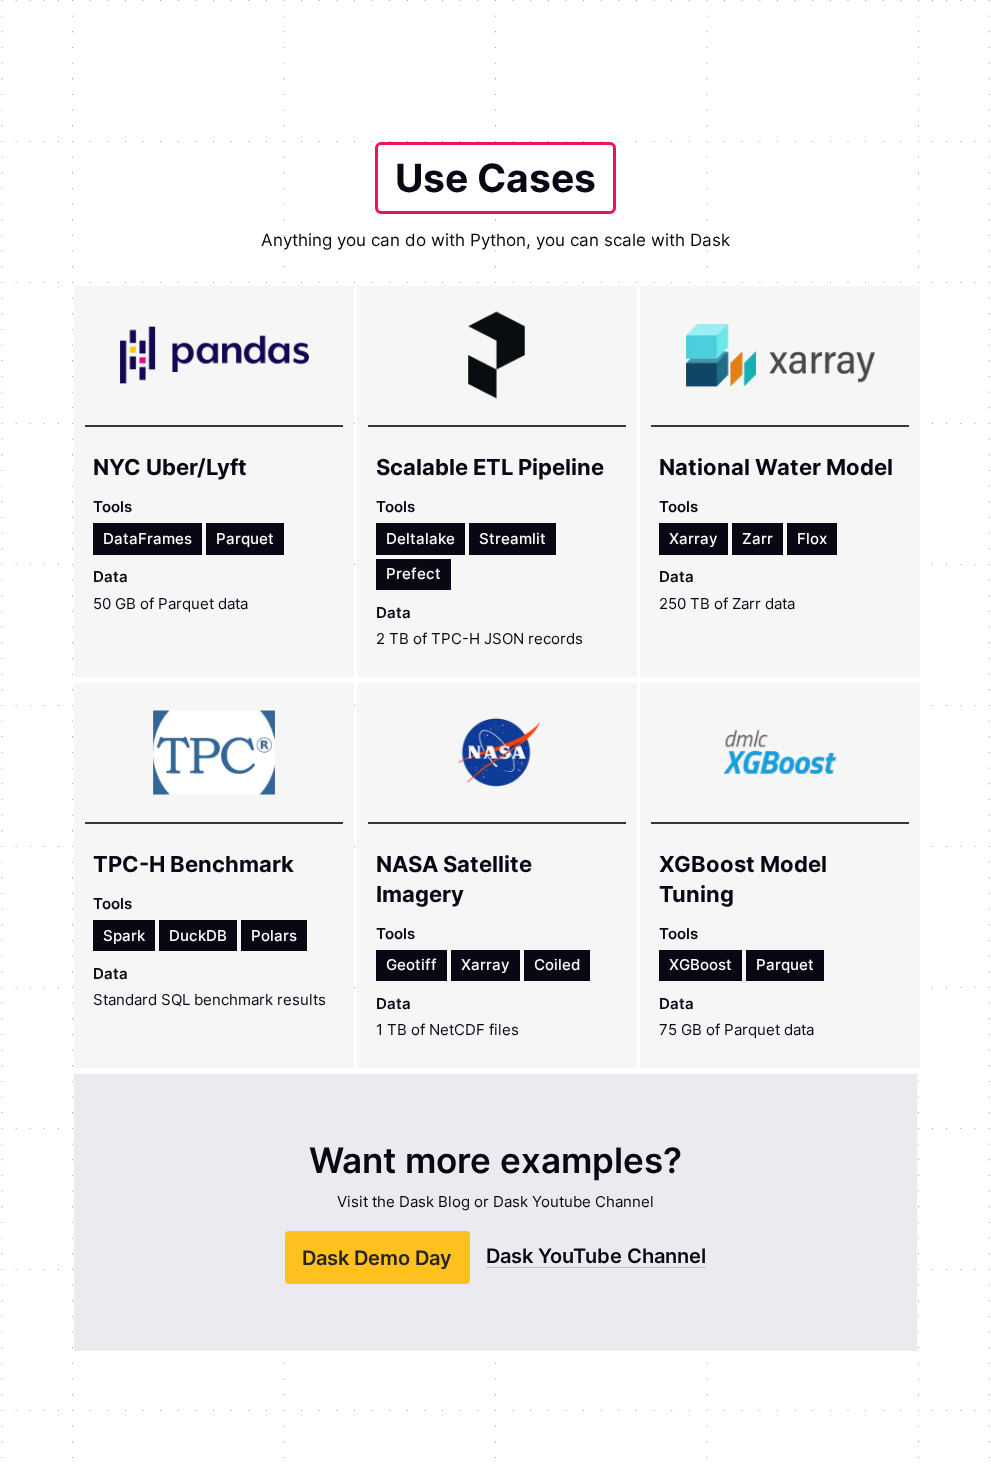 Use Cases
Anything you can do with Python, you can scale with Dask
pandas
xarray
NYC Uber/Lyft
Tools
DataFrames Parquet
Data
50 GB of Parquet data
Scalable ETL Pipeline
Tools
Deltalake Streamlit
Prefect
Data
2 TB of TPC-H JSON records
National Water Model
Tools
Xarray Zarr Flox
Data
250 TB of Zarr data
TPC®
NASA
dmlc
XGBoost
TPC-H Benchmark
Tools
Spark DuckDB Polars
Data
Standard SQL benchmark results
NASA Satellite
Imagery
Tools
Geotiff Xarray Coiled
Data
1 TB of NetCDF files
XGBoost Model
Tuning
Tools
XGBoost Parquet
Data
75 GB of Parquet data
Want more examples?
Visit the Dask Blog or Dask Youtube Channel
Dask Demo Day
Dask YouTube Channel